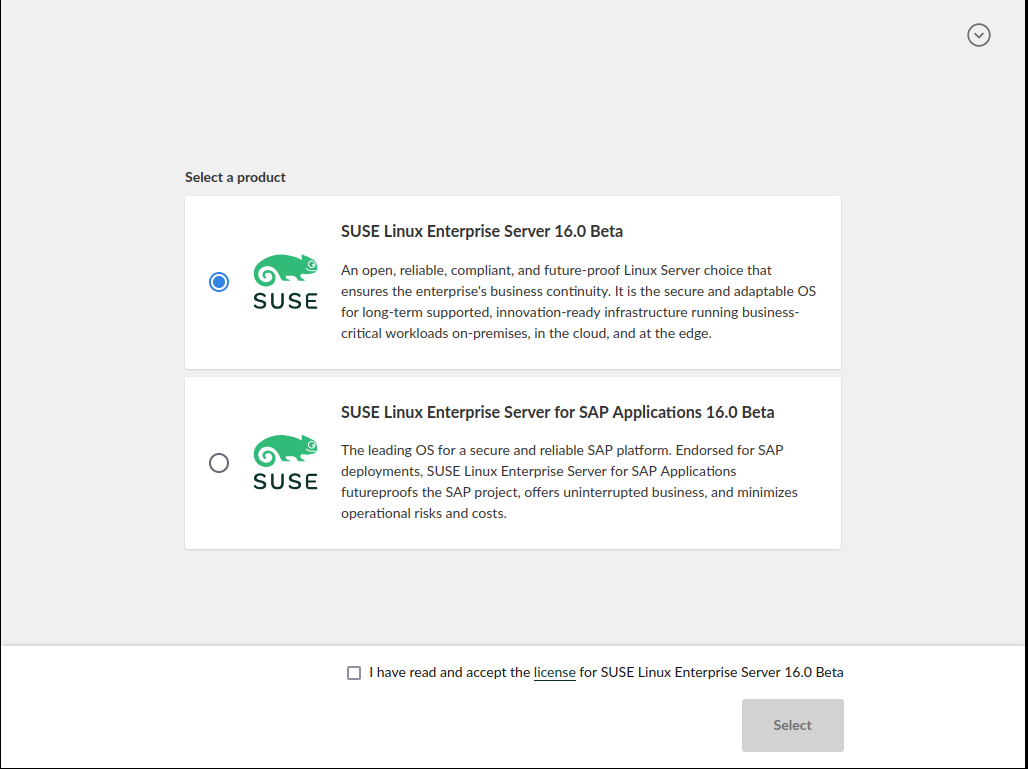 Select a product
SUSE Linux Enterprise Server 16.0 Beta
An open, reliable, compliant, and future-proof Linux Server choice that
ensures the enterprise's business continuity. It is the secure and adaptable OS
for long-term supported, innovation-ready infrastructure running business-
critical workloads on-premises, in the cloud, and at the edge.
SUSE
SUSE Linux Enterprise Server for SAP Applications 16.0 Beta
The leading OS for a secure and reliable SAP platform. Endorsed for SAP
deployments, SUSE Linux Enterprise Server for SAP Applications
futureproofs the SAP project, offers uninterrupted business, and minimizes
operational risks and costs.
SUSE
I have read and accept the license for SUSE Linux Enterprise Server 16.0 Beta
Select